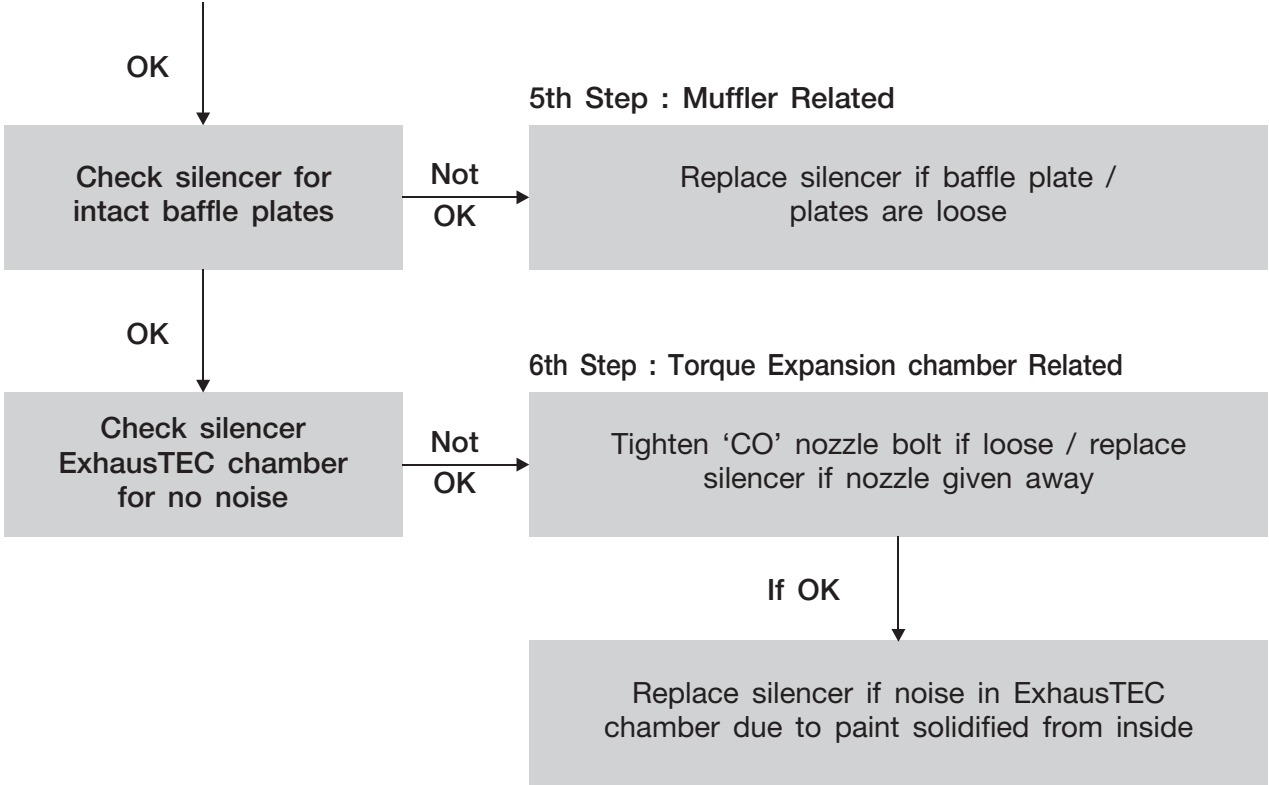 OK
5th Step : Muffler Related
Check silencer for
intact baffle plates
Not
OK
Replace silencer if baffle plate /
plates are loose
OK
6th Step : Torque Expansion chamber Related
Check silencer
ExhausTEC chamber
for no noise
Not
OK
Tighten ‘CO’ nozzle bolt if loose / replace
silencer if nozzle given away
If OK
Replace silencer if noise in ExhausTEC
chamber due to paint solidified from inside